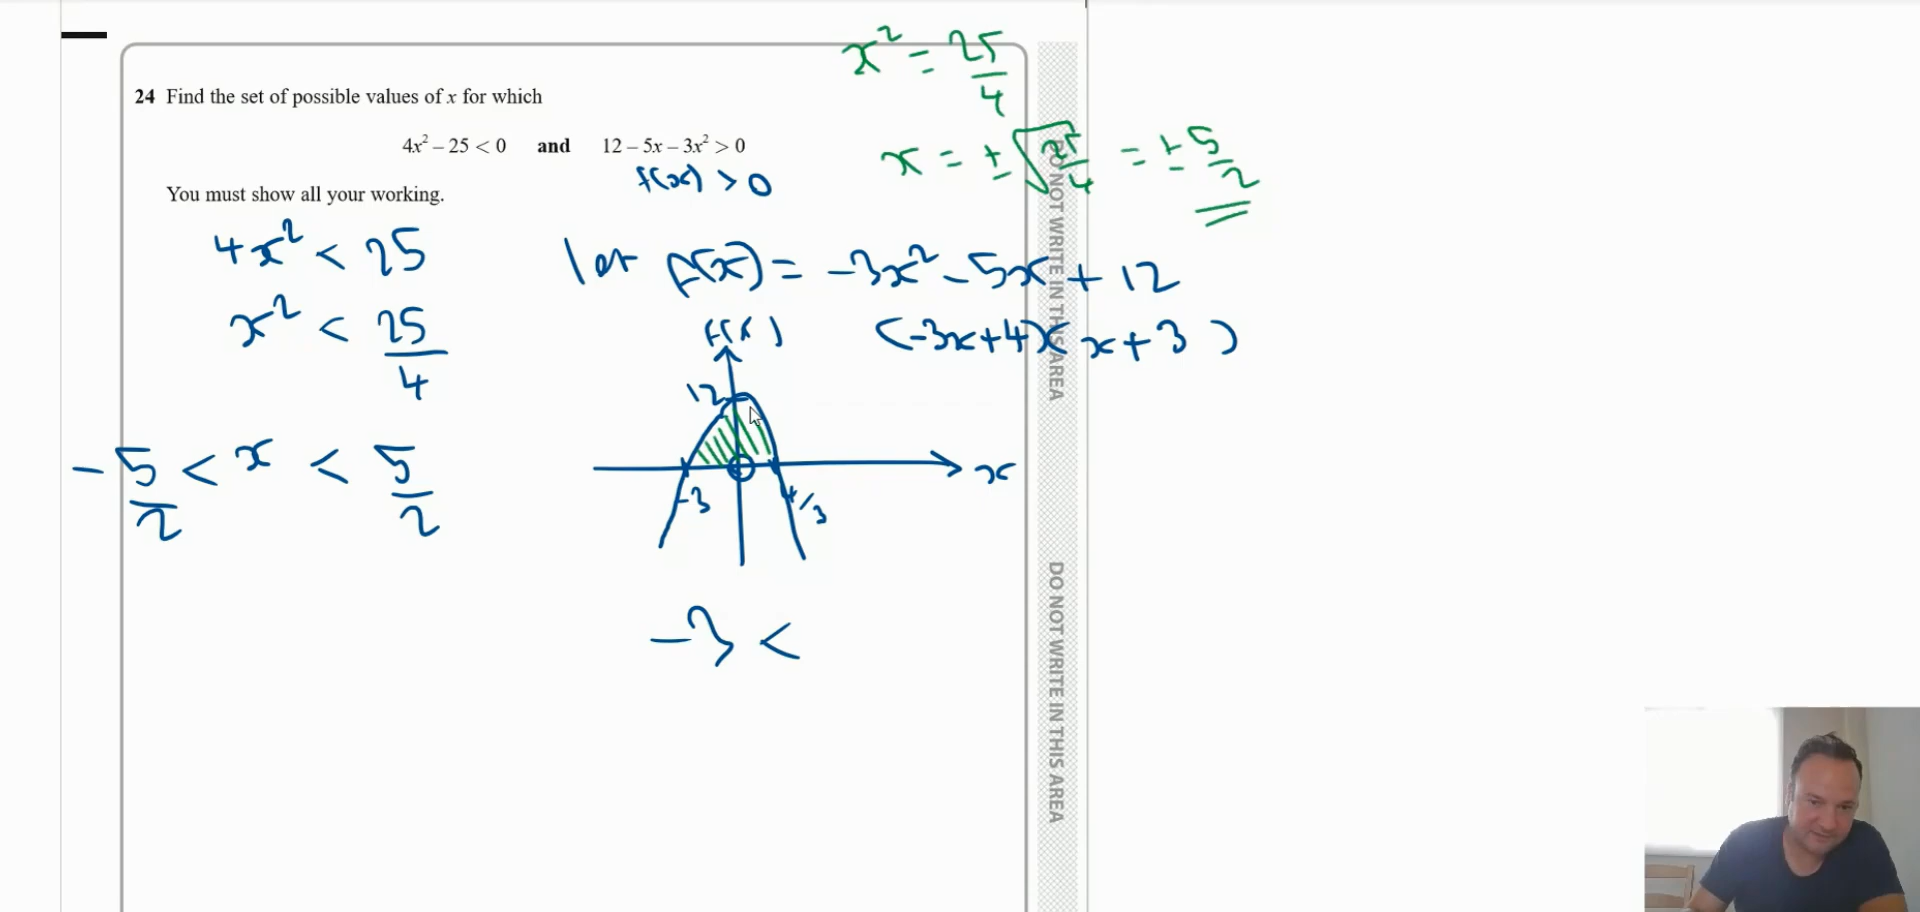 24 Find the set of possible values of x for which
4x² – 25 < 0 and 12 – 5x – 3x² > 0
f(x) > 0
You must show all your working.
x² = 25/4
x = ±√25/4 = ±5/2
4x² < 25
x² < 25/4
-5/2 < x < 5/2
let f(x) = -3x² - 5x + 12
(-3x+4)(x+3)
f(x)
12
x
-3
4/3
-3 <
DO NOT WRITE IN THIS AREA
DO NOT WRITE IN THIS AREA